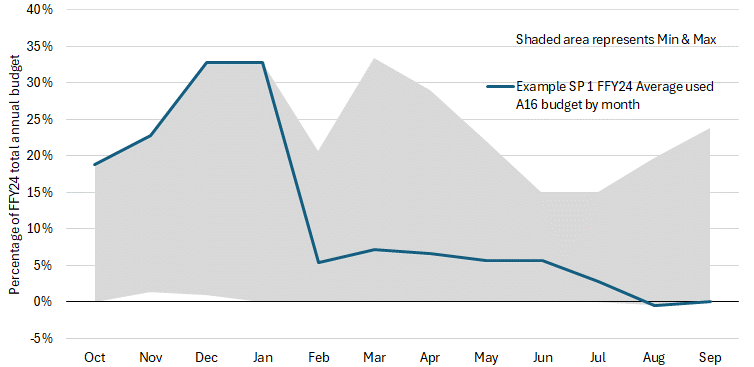 40%
35%
30%
25%
20%
15%
10%
5%
0%
-5%
Percentage of FFY24 total annual budget
Shaded area represents Min & Max
Example SP 1 FFY24 Average used
A16 budget by month
Oct Nov Dec Jan Feb Mar Apr May Jun Jul Aug Sep